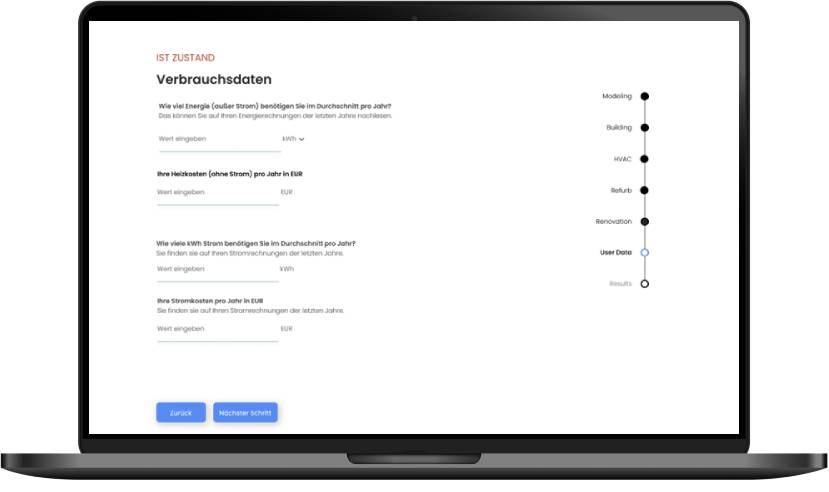 IST ZUSTAND
Verbrauchsdaten
Wie viel Energie (außer Strom) benötigen Sie im Durchschnitt pro Jahr?
Das können Sie auf Ihren Energierechnungen der letzten Jahre nachlesen.
Wert eingeben kWh
Ihre Heizkosten (ohne Strom) pro Jahr in EUR
Wert eingeben EUR
Wie viele kWh Strom benötigen Sie im Durchschnitt pro Jahr?
Sie finden sie auf Ihren Stromrechnungen der letzten Jahre.
Wert eingeben kWh
Ihre Stromkosten pro Jahr in EUR
Sie finden sie auf Ihren Stromrechnungen der letzten Jahre.
Wert eingeben EUR
Zurück Nächster Schritt
Modeling
Building
HVAC
Refurb
Renovation
User Data
Results